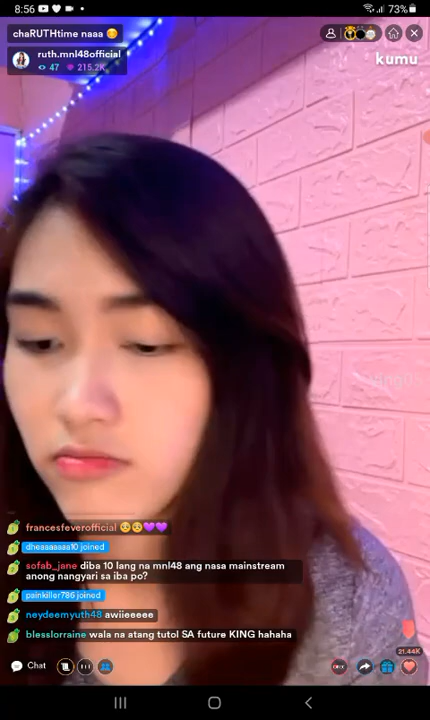 8:56
73%
chaRUTHtime naaa 😊
ruth.mnl48official
47 215.2K
kumu
francesfeverofficial 🥺🥺💜💜
dheasaaaaa10 joined
sofab_jane diba 10 lang na mnl48 ang nasa mainstream
anong nangyari sa iba po?
painkiller786 joined
neydeemyuth48 awiieeeee
blesslorraine wala na atang tutol SA future KING hahaha
Chat
21.44K